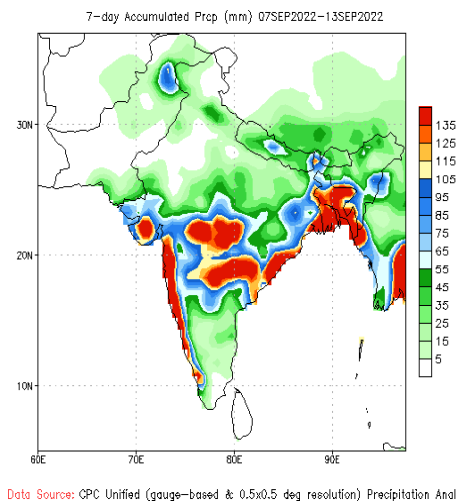 7-day Accumulated Prcp (mm) 07SEP2022-13SEP2022
135
125
30N
115
105
95
85
75
20N
65
55
45
35
25
15
10N
5
60E 70E 80E 90E
Data Source: CPC Unified (gauge-based & 0.5x0.5 deg resolution) Precipitation Anal